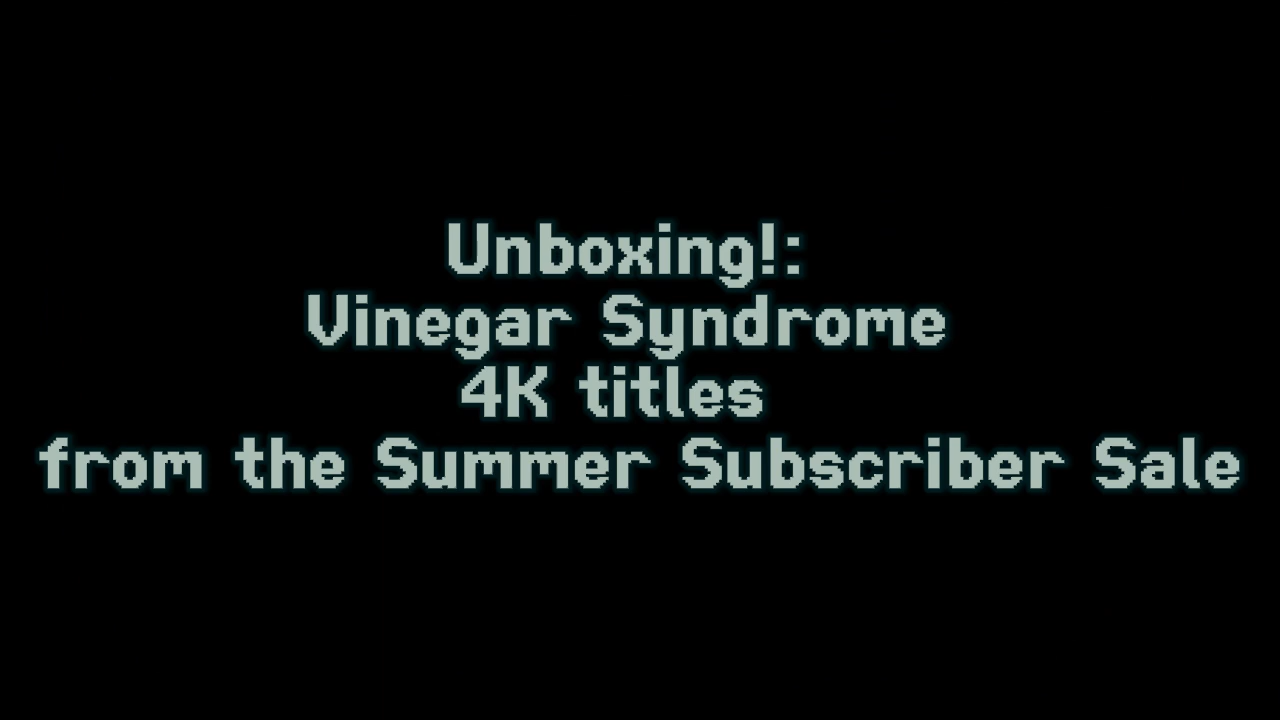 Unboxing!:
Vinegar Syndrome
4K titles
from the Summer Subscriber Sale